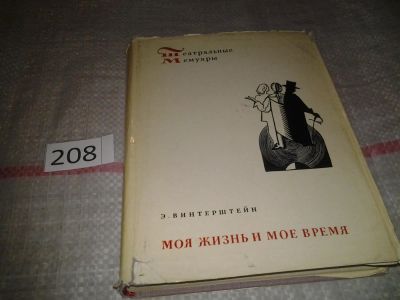 Театральные
Мемуары
208
Э. ВИНТЕРШТЕЙН
МОЯ ЖИЗНЬ И МОЕ ВРЕМЯ